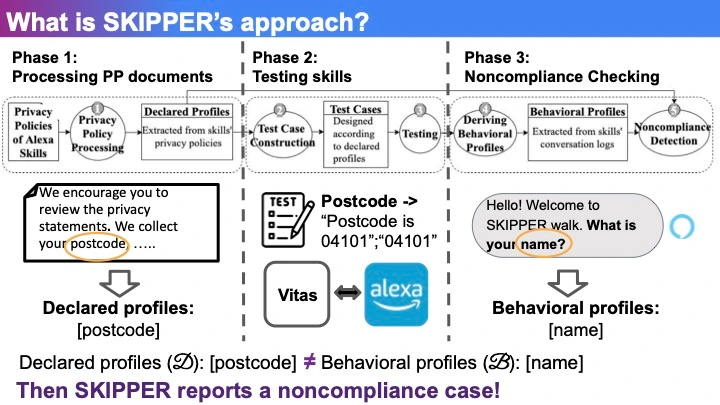 What is SKIPPER's approach?
Phase 1:
Processing PP documents
Phase 2:
Testing skills
Phase 3:
Noncompliance Checking
Privacy
Policies
of Alexa
Skills
1
Privacy
Policy
Processing
Declared Profiles
Extracted from skills'
privacy policies
2
Test Case
Construction
Test Cases
Designed
according to
declared
profiles
3
Testing
4
Deriving
Behavioral
Profiles
Behavioral Profiles
Extracted from skills'
conversation logs
5
Noncompliance
Detection
We encourage you to
review the privacy
statements. We collect
your postcode, …..
Declared profiles:
[postcode]
TEST
Postcode ->
“Postcode is
04101”;“04101”
Vitas
alexa
Hello! Welcome to
SKIPPER walk. What is
your name?
Behavioral profiles:
[name]
Declared profiles (𝒟): [postcode] ≠ Behavioral profiles (ℬ): [name]
Then SKIPPER reports a noncompliance case!